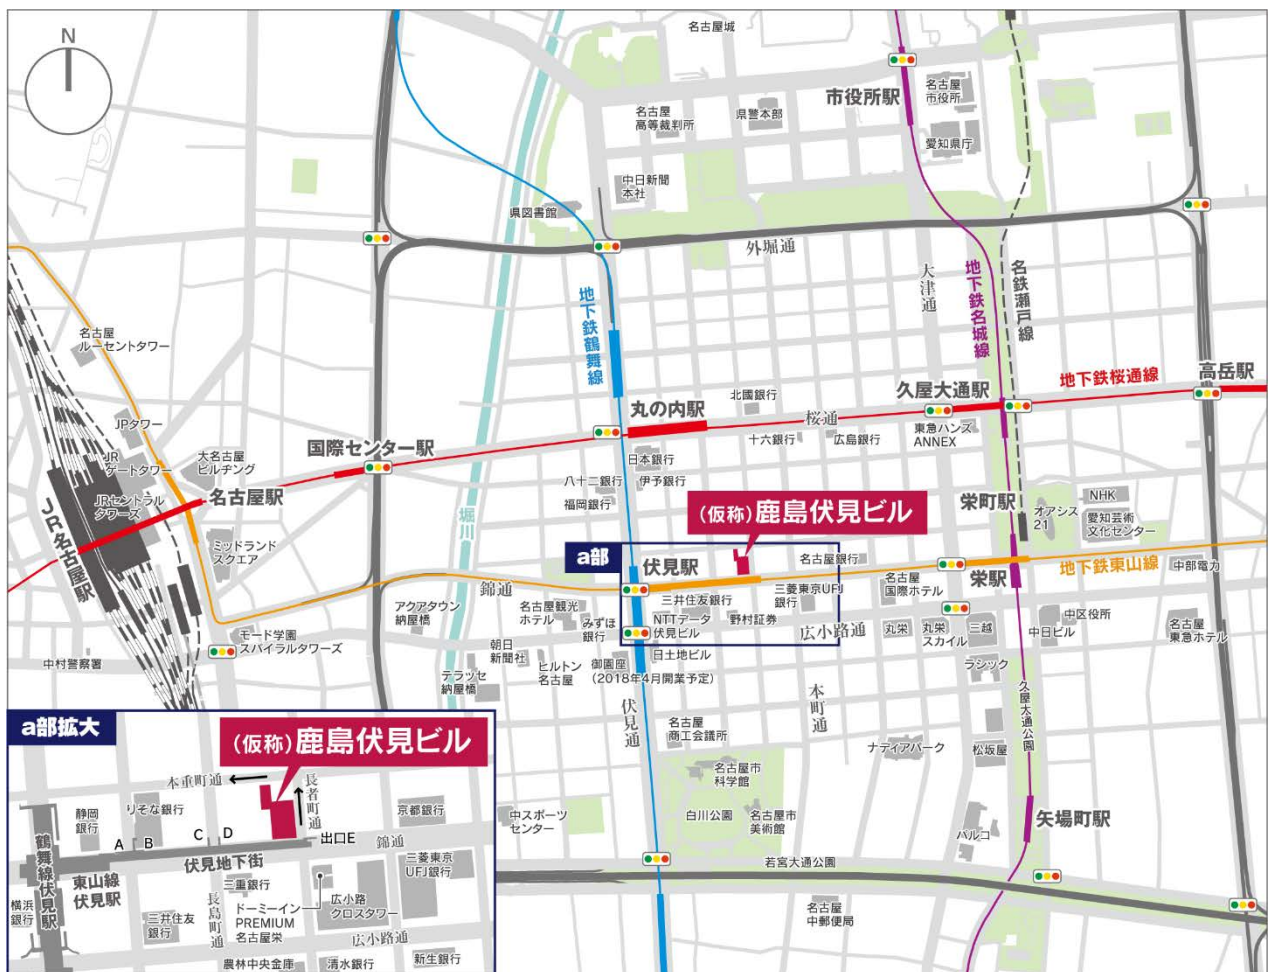 N
名古屋城
市役所駅
名古屋
市役所
名古屋
高等裁判所
県警本部
愛知県庁
中日新聞
本社
県図書館
外堀通
大津通
地下鉄名城線
名鉄瀬戸線
地下鉄鶴舞線
名古屋
ルーセントタワー
高岳駅
地下鉄桜通線
久屋大通駅
北國銀行
丸の内駅
桜通
東急ハンズ
ANNEX
十六銀行
広島銀行
JPタワー
国際センター駅
JR
ゲートタワー
大名古屋
ビルヂング
日本銀行
八十二銀行
伊予銀行
福岡銀行
JRセントラル
タワーズ
名古屋駅
JR名古屋駅
堀川
(仮称)鹿島伏見ビル
栄町駅
オアシス
21
NHK
愛知芸術
文化センター
ミッドランド
スクエア
a部
伏見駅
名古屋銀行
栄駅
地下鉄東山線
中部電力
錦通
名古屋
国際ホテル
三井住友銀行
三菱東京UFJ
銀行
アクアタウン
納屋橋
名古屋観光
ホテル
みずほ
銀行
NTTデータ
伏見ビル
野村証券
広小路通
丸栄
丸栄
スカイル
三越
中区役所
中日ビル
名古屋
東急ホテル
モード学園
スパイラルタワーズ
中村警察署
朝日
新聞社
日土地ビル
ヒルトン
名古屋
御園座
(2018年4月開業予定)
テラッセ
納屋橋
ラシック
久屋大通公園
本町通
伏見通
名古屋
商工会議所
ナディアパーク
松坂屋
名古屋市
科学館
白川公園
名古屋市
美術館
中スポーツ
センター
パルコ
矢場町駅
若宮大通公園
名古屋
中郵便局
a部拡大
(仮称)鹿島伏見ビル
本重町通
長者町通
静岡
銀行
りそな銀行
京都銀行
A
B
C
D
出口E
錦通
鶴舞線伏見駅
伏見地下街
東山線
伏見駅
三重銀行
三菱東京
UFJ銀行
横浜
銀行
三井住友
銀行
長島町通
ドーミーイン
PREMIUM
名古屋栄
広小路
クロスタワー
広小路通
農林中央金庫
清水銀行
新生銀行